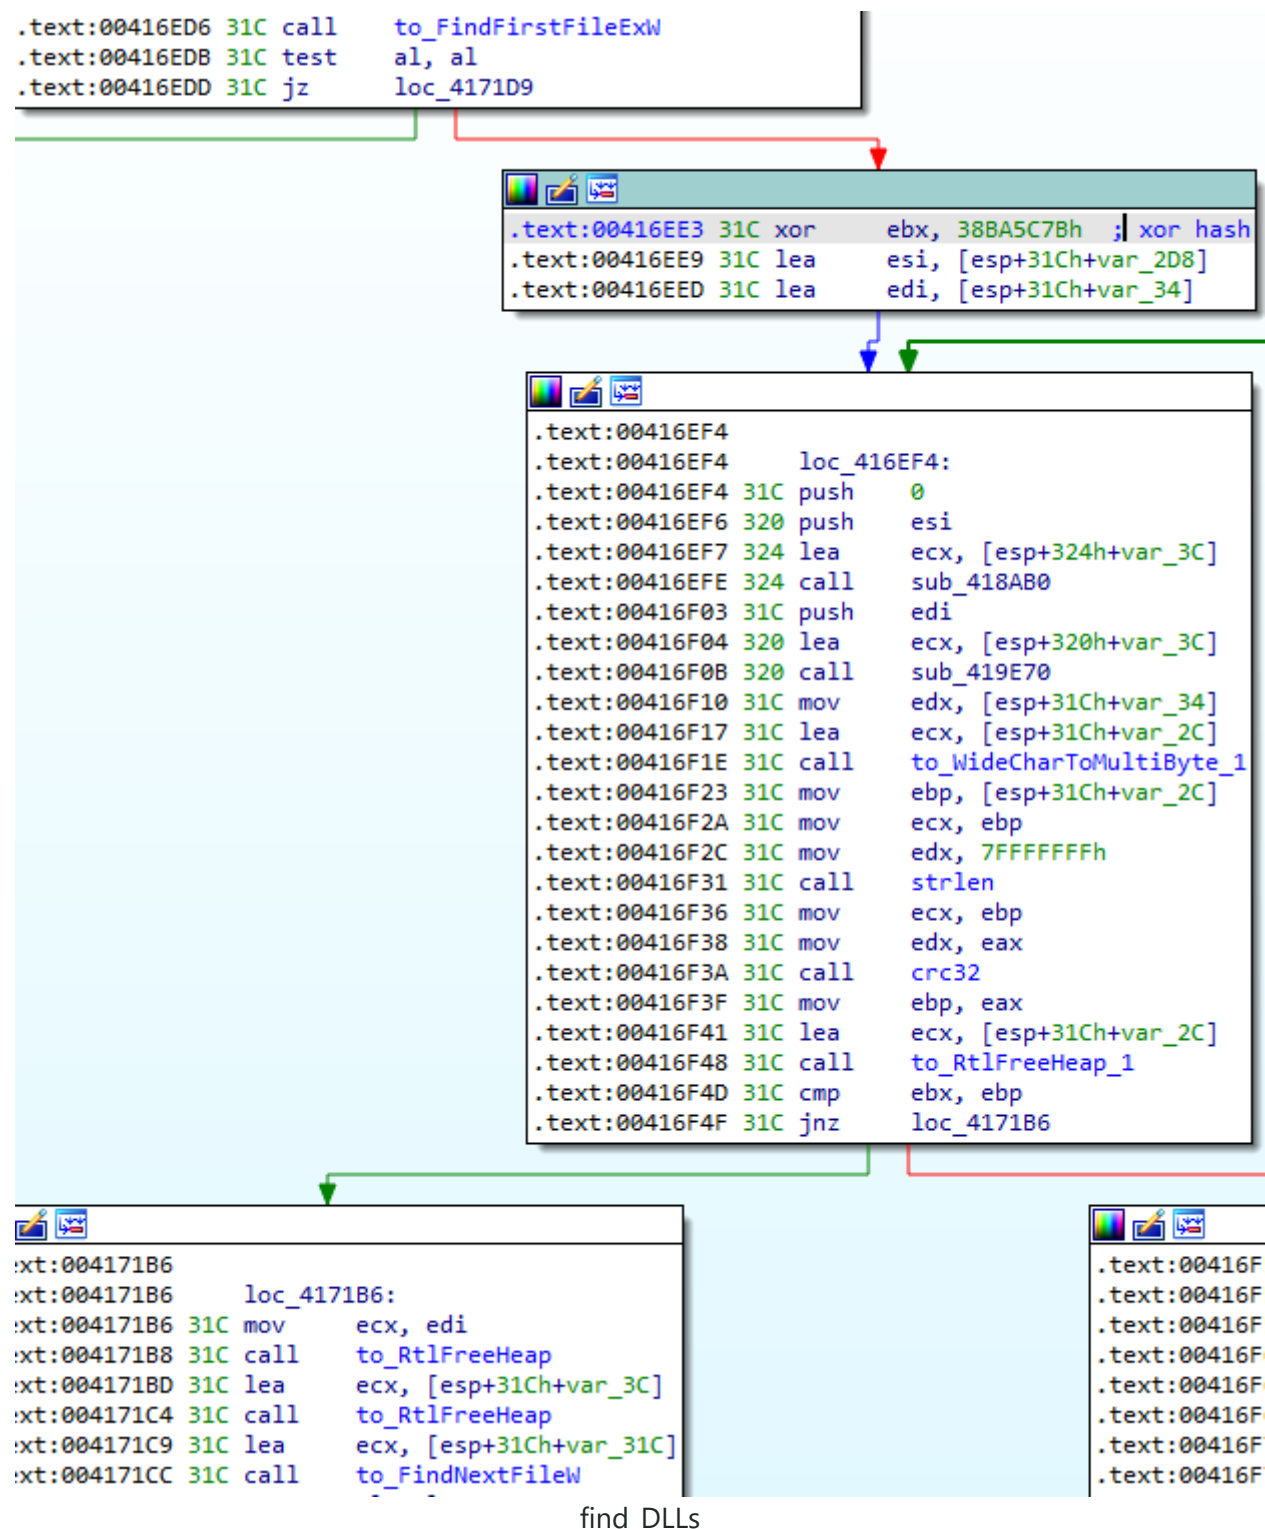 .text:00416ED6 31C call to_FindFirstFileExW
.text:00416EDB 31C test al, al
.text:00416EDD 31C jz loc_4171D9
.text:00416EE3 31C xor ebx, 38BA5C7Bh ; xor hash
.text:00416EE9 31C lea esi, [esp+31Ch+var_2D8]
.text:00416EED 31C lea edi, [esp+31Ch+var_34]
.text:00416EF4
.text:00416EF4 loc_416EF4:
.text:00416EF4 31C push 0
.text:00416EF6 320 push esi
.text:00416EF7 324 lea ecx, [esp+324h+var_3C]
.text:00416EFE 324 call sub_418AB0
.text:00416F03 31C push edi
.text:00416F04 320 lea ecx, [esp+320h+var_3C]
.text:00416F0B 320 call sub_419E70
.text:00416F10 31C mov edx, [esp+31Ch+var_34]
.text:00416F17 31C lea ecx, [esp+31Ch+var_2C]
.text:00416F1E 31C call to_WideCharToMultiByte_1
.text:00416F23 31C mov ebp, [esp+31Ch+var_2C]
.text:00416F2A 31C mov ecx, ebp
.text:00416F2C 31C mov edx, 7FFFFFFFh
.text:00416F31 31C call strlen
.text:00416F36 31C mov ecx, ebp
.text:00416F38 31C mov edx, eax
.text:00416F3A 31C call crc32
.text:00416F3F 31C mov ebp, eax
.text:00416F41 31C lea ecx, [esp+31Ch+var_2C]
.text:00416F48 31C call to_RtlFreeHeap_1
.text:00416F4D 31C cmp ebx, ebp
.text:00416F4F 31C jnz loc_4171B6
ext:004171B6
ext:004171B6 loc_4171B6:
ext:004171B6 31C mov ecx, edi
ext:004171B8 31C call to_RtlFreeHeap
ext:004171BD 31C lea ecx, [esp+31Ch+var_3C]
ext:004171C4 31C call to_RtlFreeHeap
ext:004171C9 31C lea ecx, [esp+31Ch+var_31C]
ext:004171CC 31C call to_FindNextFileW
.text:00416F
.text:00416F
.text:00416F
.text:00416F
.text:00416F
.text:00416F
.text:00416F
.text:00416F
find DLLs